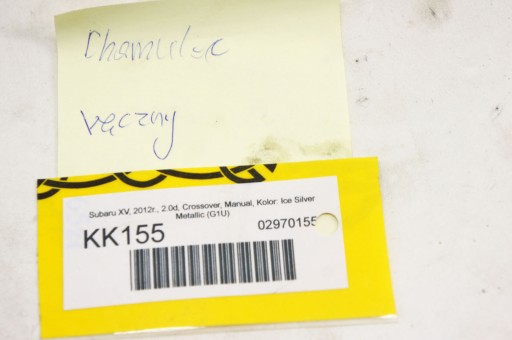 Hamulec
ręczny
Subaru XV, 2012r., 2.0d, Crossover, Manual, Kolor: Ice Silver
Metallic (G1U)
KK155
02970155